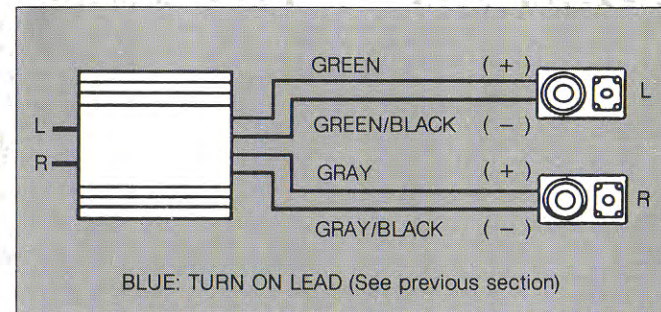 GREEN ( + )
L
L
GREEN/BLACK ( − )
R
GRAY ( + )
R
GRAY/BLACK ( − )
BLUE: TURN ON LEAD (See previous section)